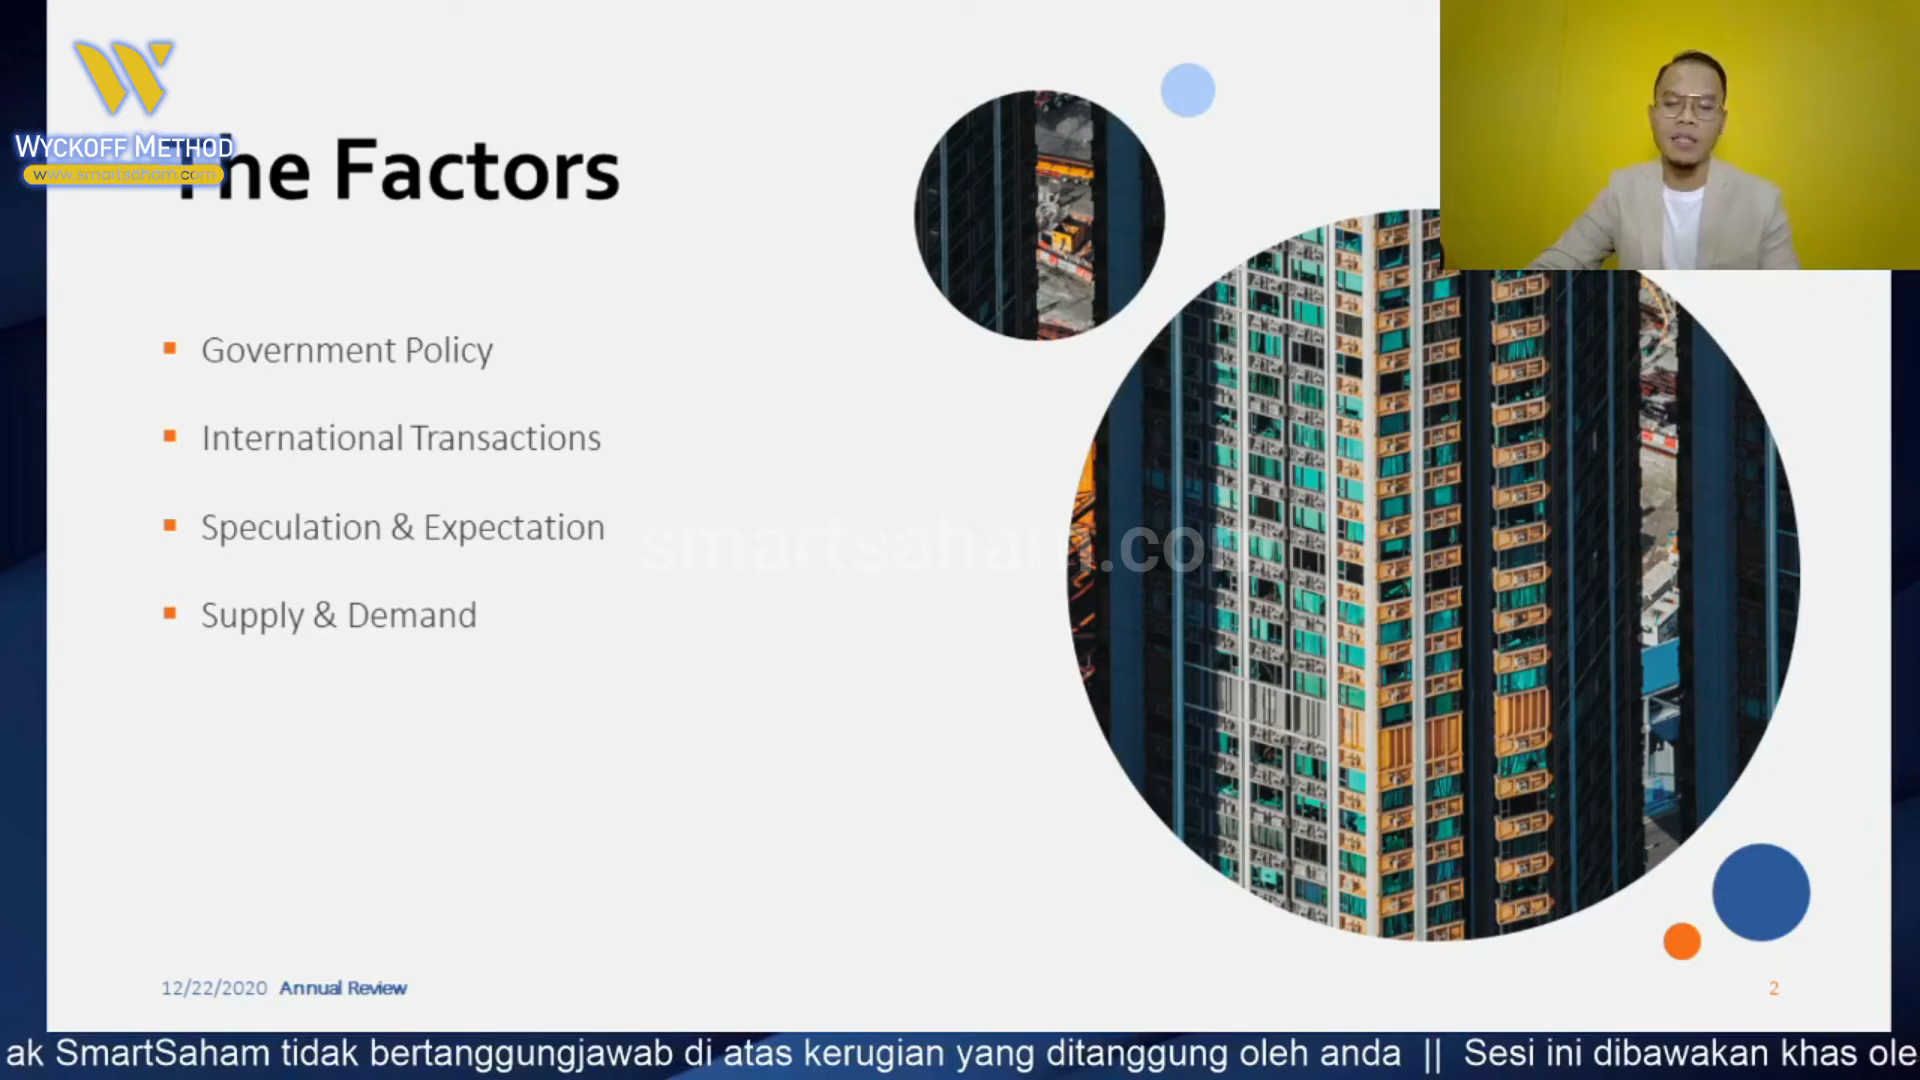 WYCKOFF METHOD
www.smartsaham.com
The Factors
Government Policy
International Transactions
Speculation & Expectation
Supply & Demand
smartsaham.com
12/22/2020 Annual Review
2
ak SmartSaham tidak bertanggungjawab di atas kerugian yang ditanggung oleh anda || Sesi ini dibawakan khas ole